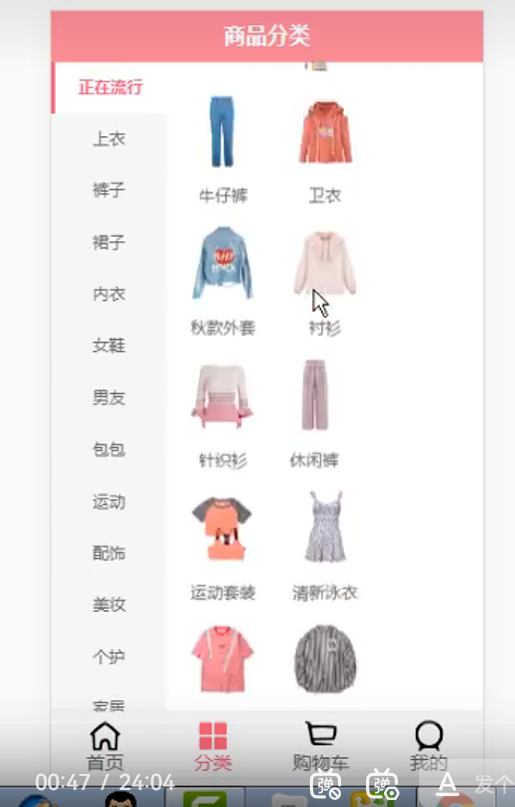 商品分类
正在流行
上衣
裤子
裙子
内衣
女鞋
男友
包包
运动
配饰
美妆
个护
家居
牛仔裤 卫衣
秋款外套 衬衫
针织衫 休闲裤
运动套装 清新泳衣
首页 分类 购物车 我的
00:47 / 24:04 弹 弹 A 发个